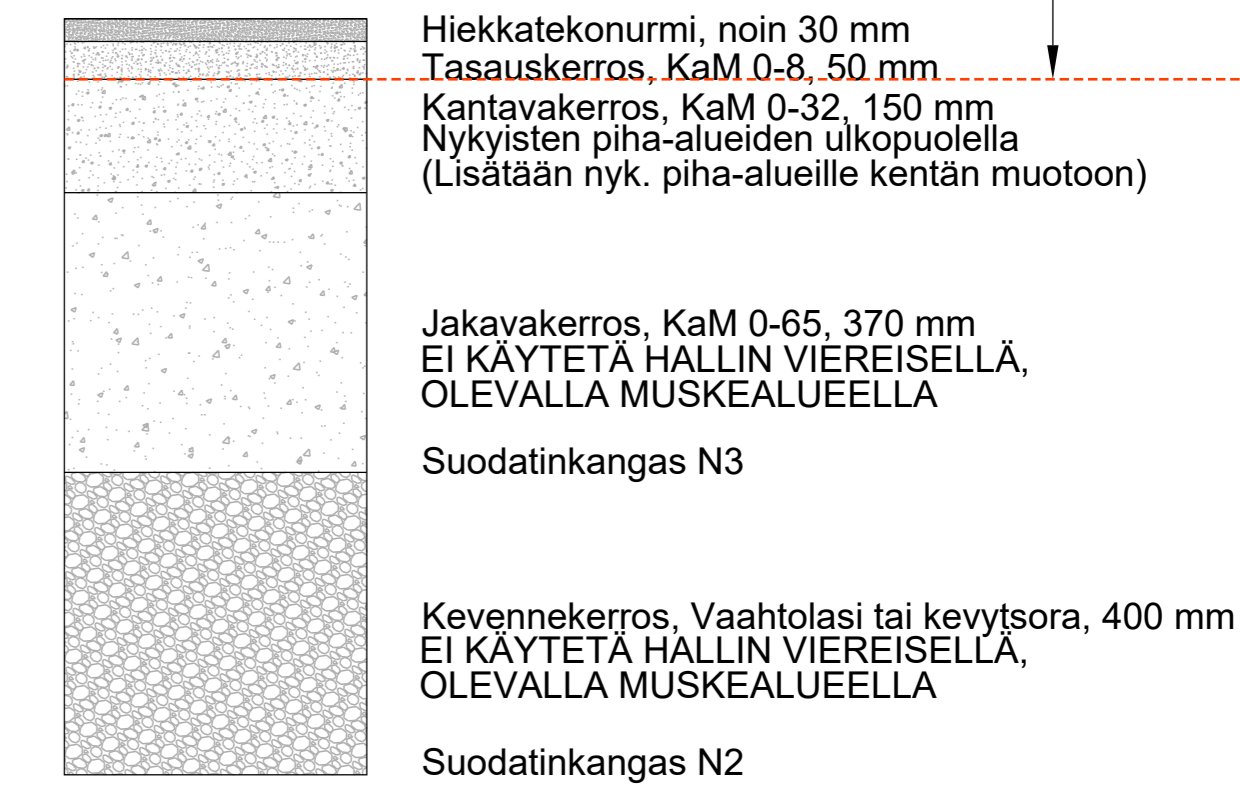 Hiekkatekonurmi, noin 30 mm
Tasauskerros, KaM 0-8, 50 mm
Kantavakerros, KaM 0-32, 150 mm
Nykyisten piha-alueiden ulkopuolella
(Lisätään nyk. piha-alueille kentän muotoon)
Jakavakerros, KaM 0-65, 370 mm
EI KÄYTETÄ HALLIN VIEREISELLÄ,
OLEVALLA MUSKEALUEELLA
Suodatinkangas N3
Kevennekerros, Vaahtolasi tai kevytsora, 400 mm
EI KÄYTETÄ HALLIN VIEREISELLÄ,
OLEVALLA MUSKEALUEELLA
Suodatinkangas N2